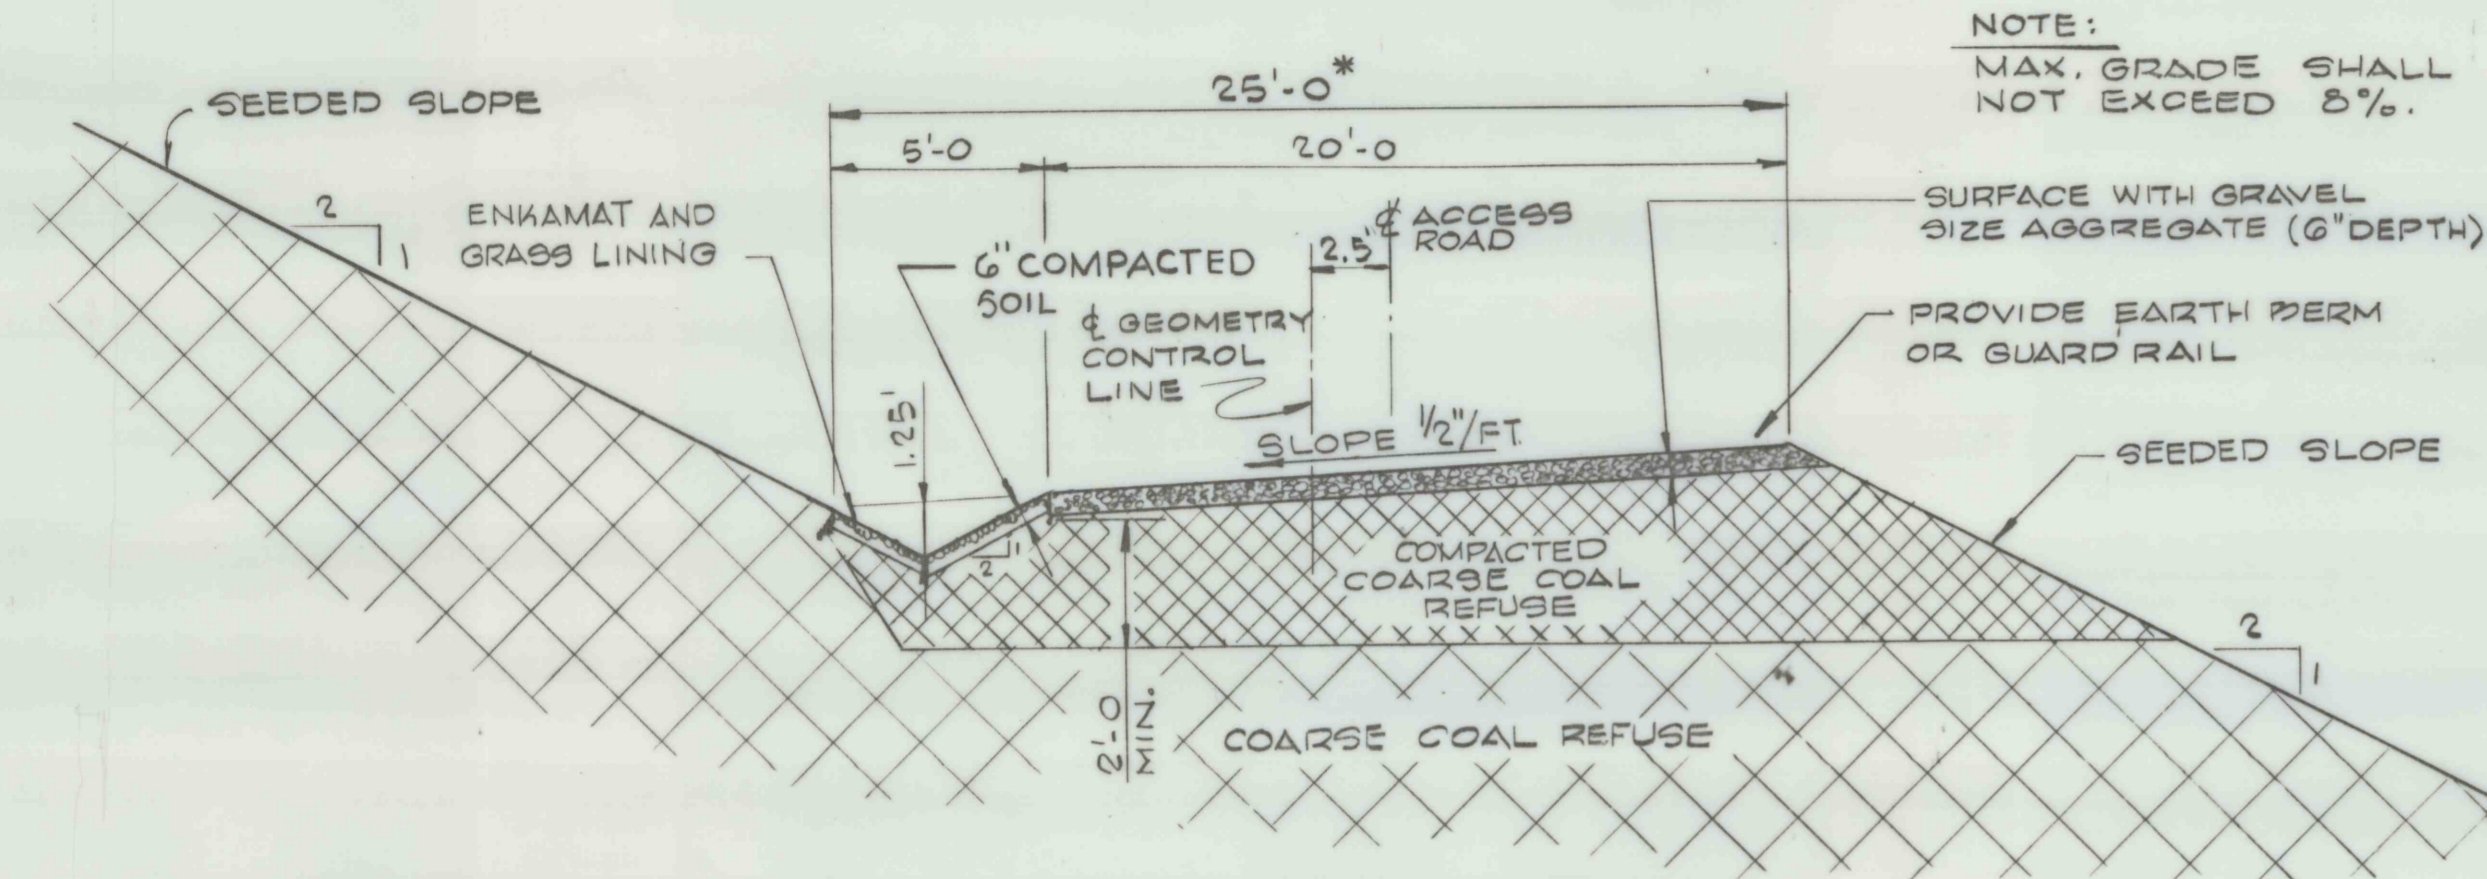 NOTE:
MAX. GRADE SHALL
NOT EXCEED 8%.
25'-0*
SEEDED SLOPE
5'-0
20'-0
2
1
ENKAMAT AND
GRASS LINING
6" COMPACTED
SOIL
℄ GEOMETRY
CONTROL
LINE
2.5'
℄ ACCESS
ROAD
SURFACE WITH GRAVEL
SIZE AGGREGATE (6" DEPTH)
PROVIDE EARTH BERM
OR GUARD RAIL
1.25'
SLOPE 1/2"/FT.
SEEDED SLOPE
1
2
COMPACTED
COARSE COAL
REFUSE
2'-0
MIN.
2
1
COARSE COAL REFUSE